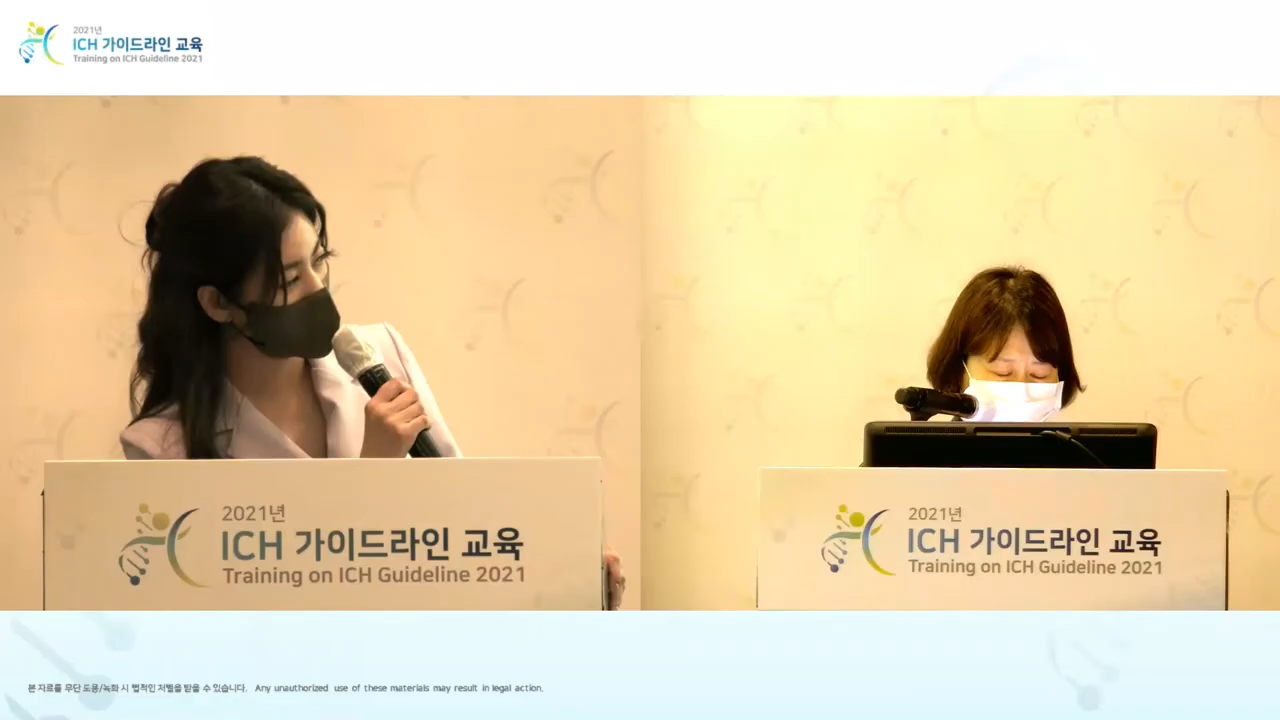 2021년
ICH 가이드라인 교육
Training on ICH Guideline 2021
2021년
ICH 가이드라인 교육
Training on ICH Guideline 2021
2021년
ICH 가이드라인 교육
Training on ICH Guideline 2021
본 자료를 무단 도용/녹화 시 법적인 처벌을 받을 수 있습니다. Any unauthorized use of these materials may result in legal action.